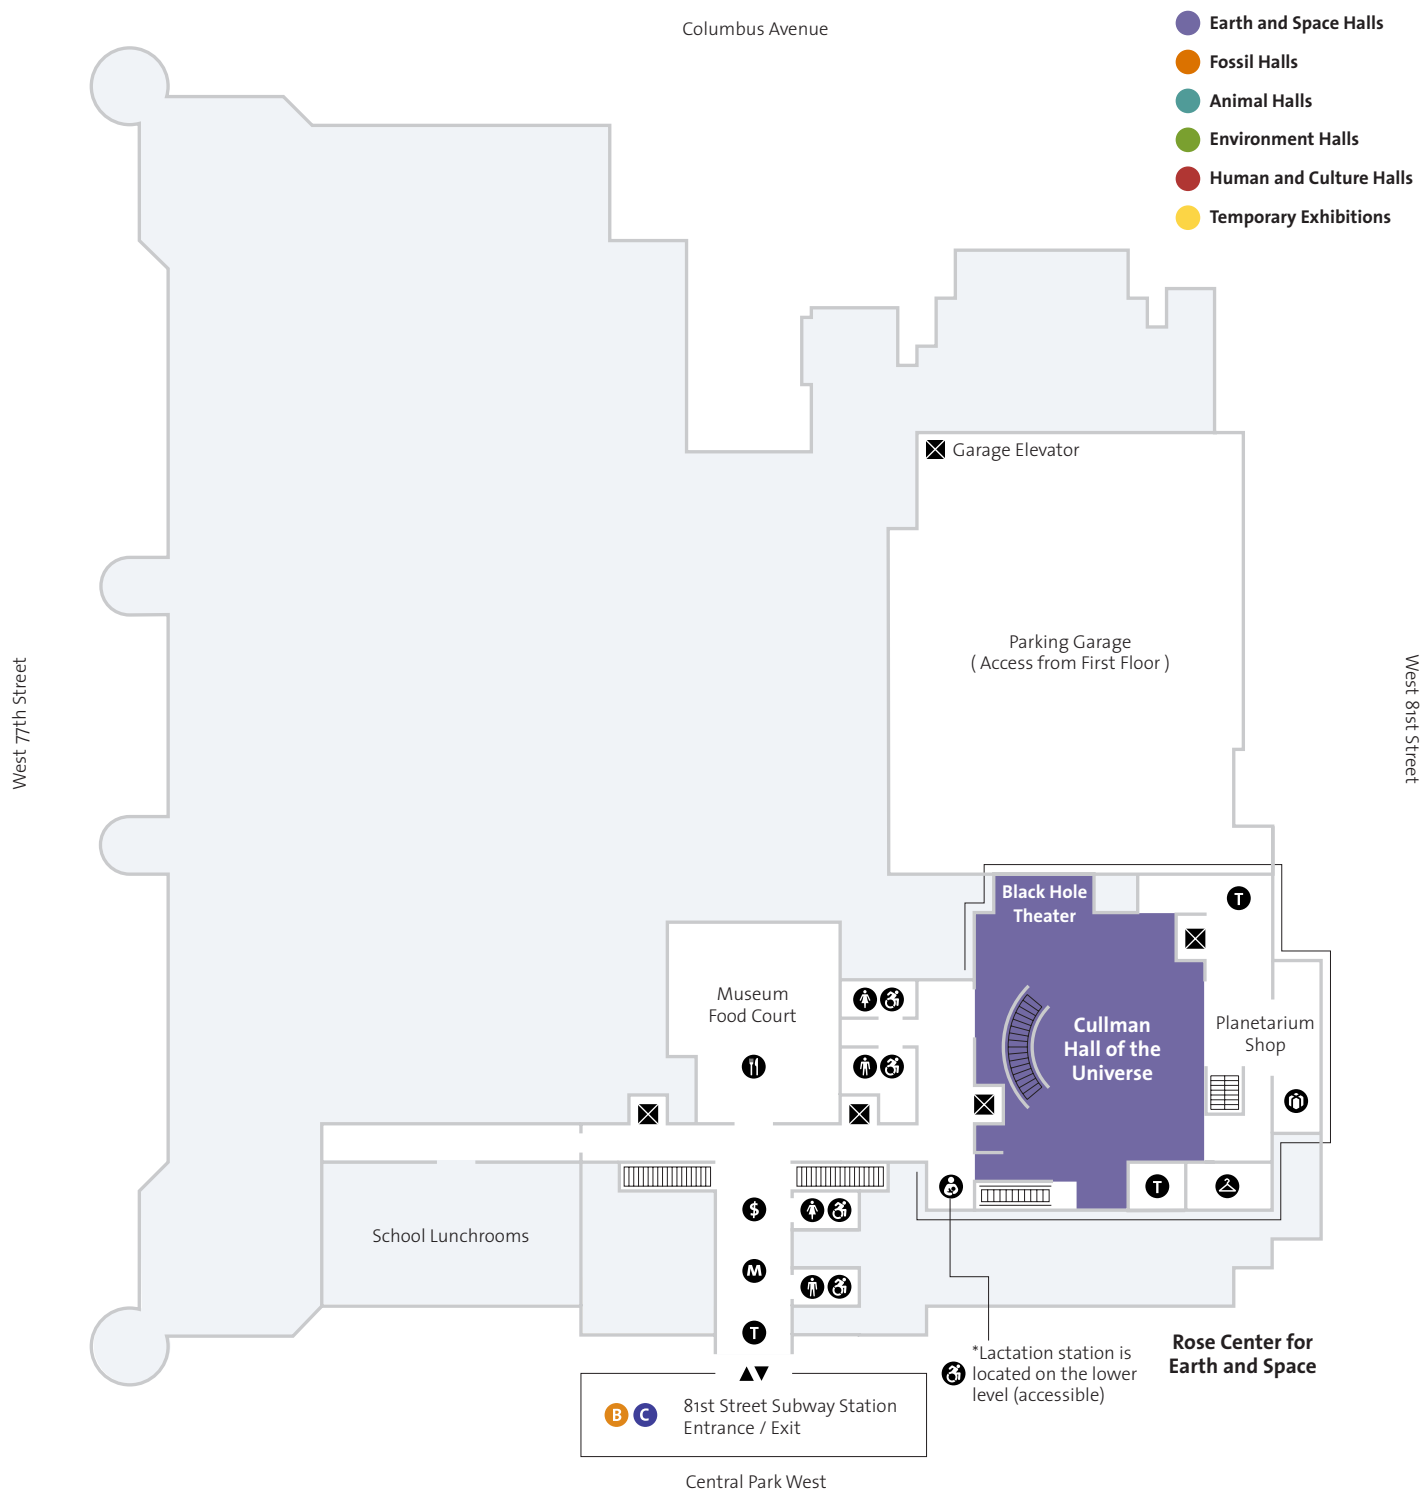 Columbus Avenue
Earth and Space Halls
Fossil Halls
Animal Halls
Environment Halls
Human and Culture Halls
Temporary Exhibitions
Garage Elevator
Parking Garage
( Access from First Floor )
West 77th Street
West 81st Street
Black Hole
Theater
T
Museum
Food Court
Cullman
Hall of the
Universe
Planetarium
Shop
T
$
School Lunchrooms
M
T
*Lactation station is
located on the lower
level (accessible)
Rose Center for
Earth and Space
B C
81st Street Subway Station
Entrance / Exit
Central Park West